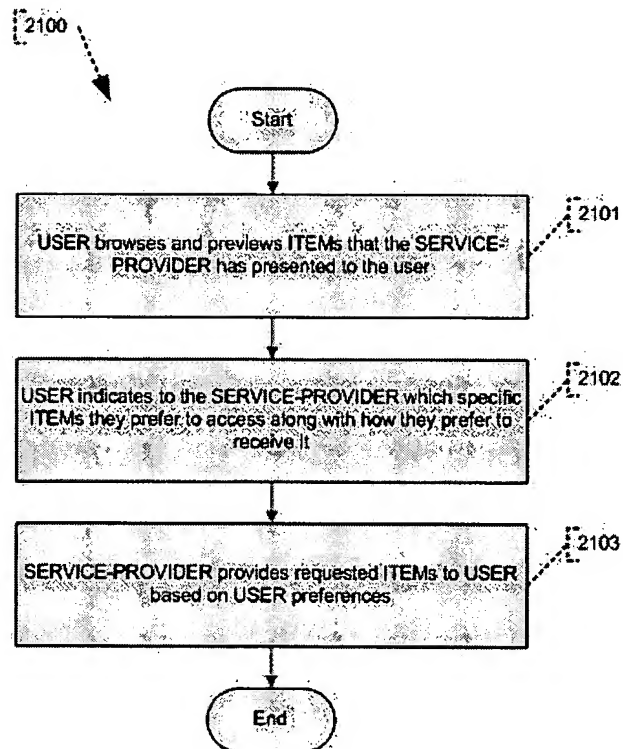 2100
Start
USER browses and previews ITEMs that the SERVICE-
PROVIDER has presented to the user
2101
USER indicates to the SERVICE-PROVIDER which specific
ITEMs they prefer to access along with how they prefer to
receive it
2102
SERVICE-PROVIDER provides requested ITEMs to USER
based on USER preferences
2103
End